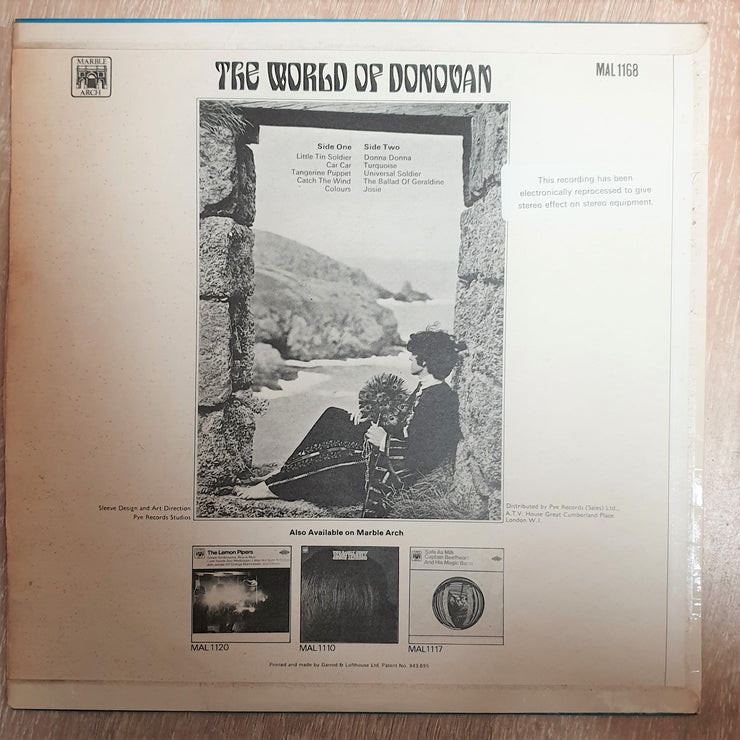 MARBLE
ARCH
THE WORLD OF DONOVAN
MAL 1168
Side One Side Two
Little Tin Soldier Donna Donna
Car Car Turquoise
Tangerine Puppet Universal Soldier
Catch The Wind The Ballad Of Geraldine
Colours Josie
This recording has been
electronically reprocessed to give
stereo effect on stereo equipment.
Sleeve Design and Art Direction
Pye Records Studios
Distributed by Pye Records (Sales) Ltd.,
A.T.V. House Great Cumberland Place
London W.I.
Also Available on Marble Arch
The Lemon Pipers
Safe As Milk
Captain Beefheart
And His Magic Band
MAL 1120
MAL 1110
MAL 1117
Printed and made by Garrod & Lofthouse Ltd. Patent No. 943,895